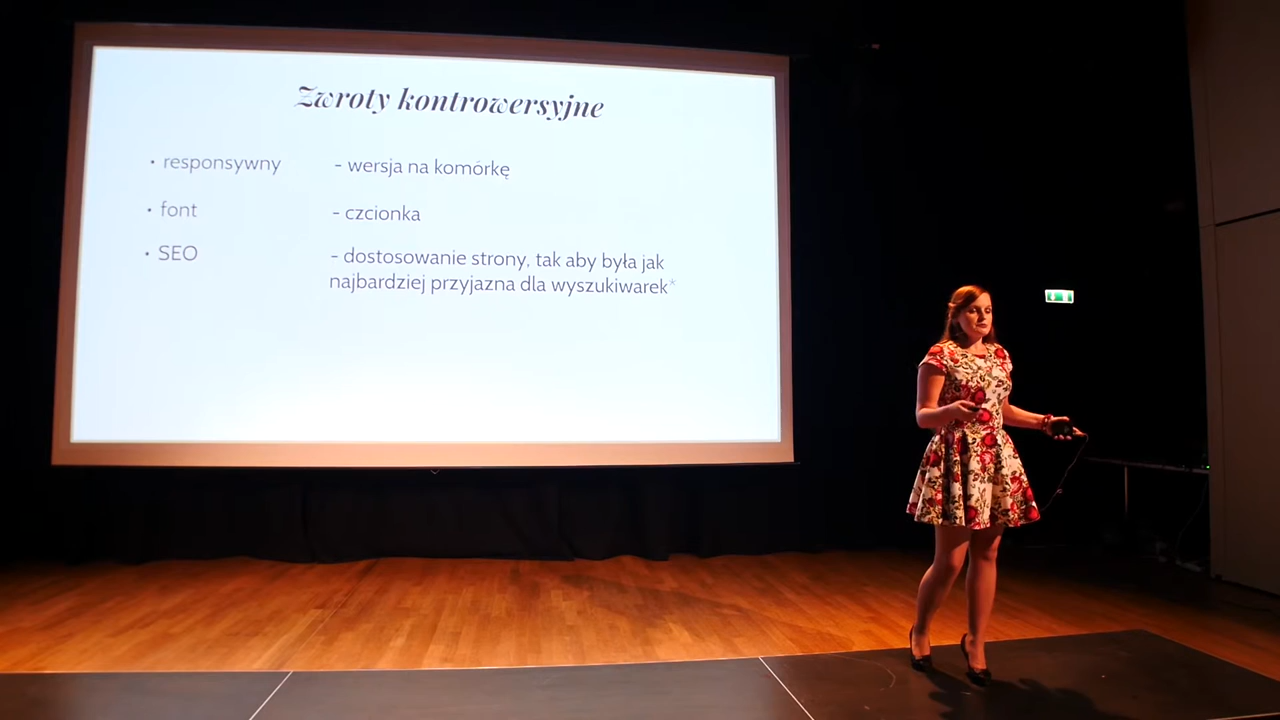 Zwroty kontrowersyjne
• responsywny - wersja na komórkę
• font - czcionka
• SEO - dostosowanie strony, tak aby była jak
najbardziej przyjazna dla wyszukiwarek*